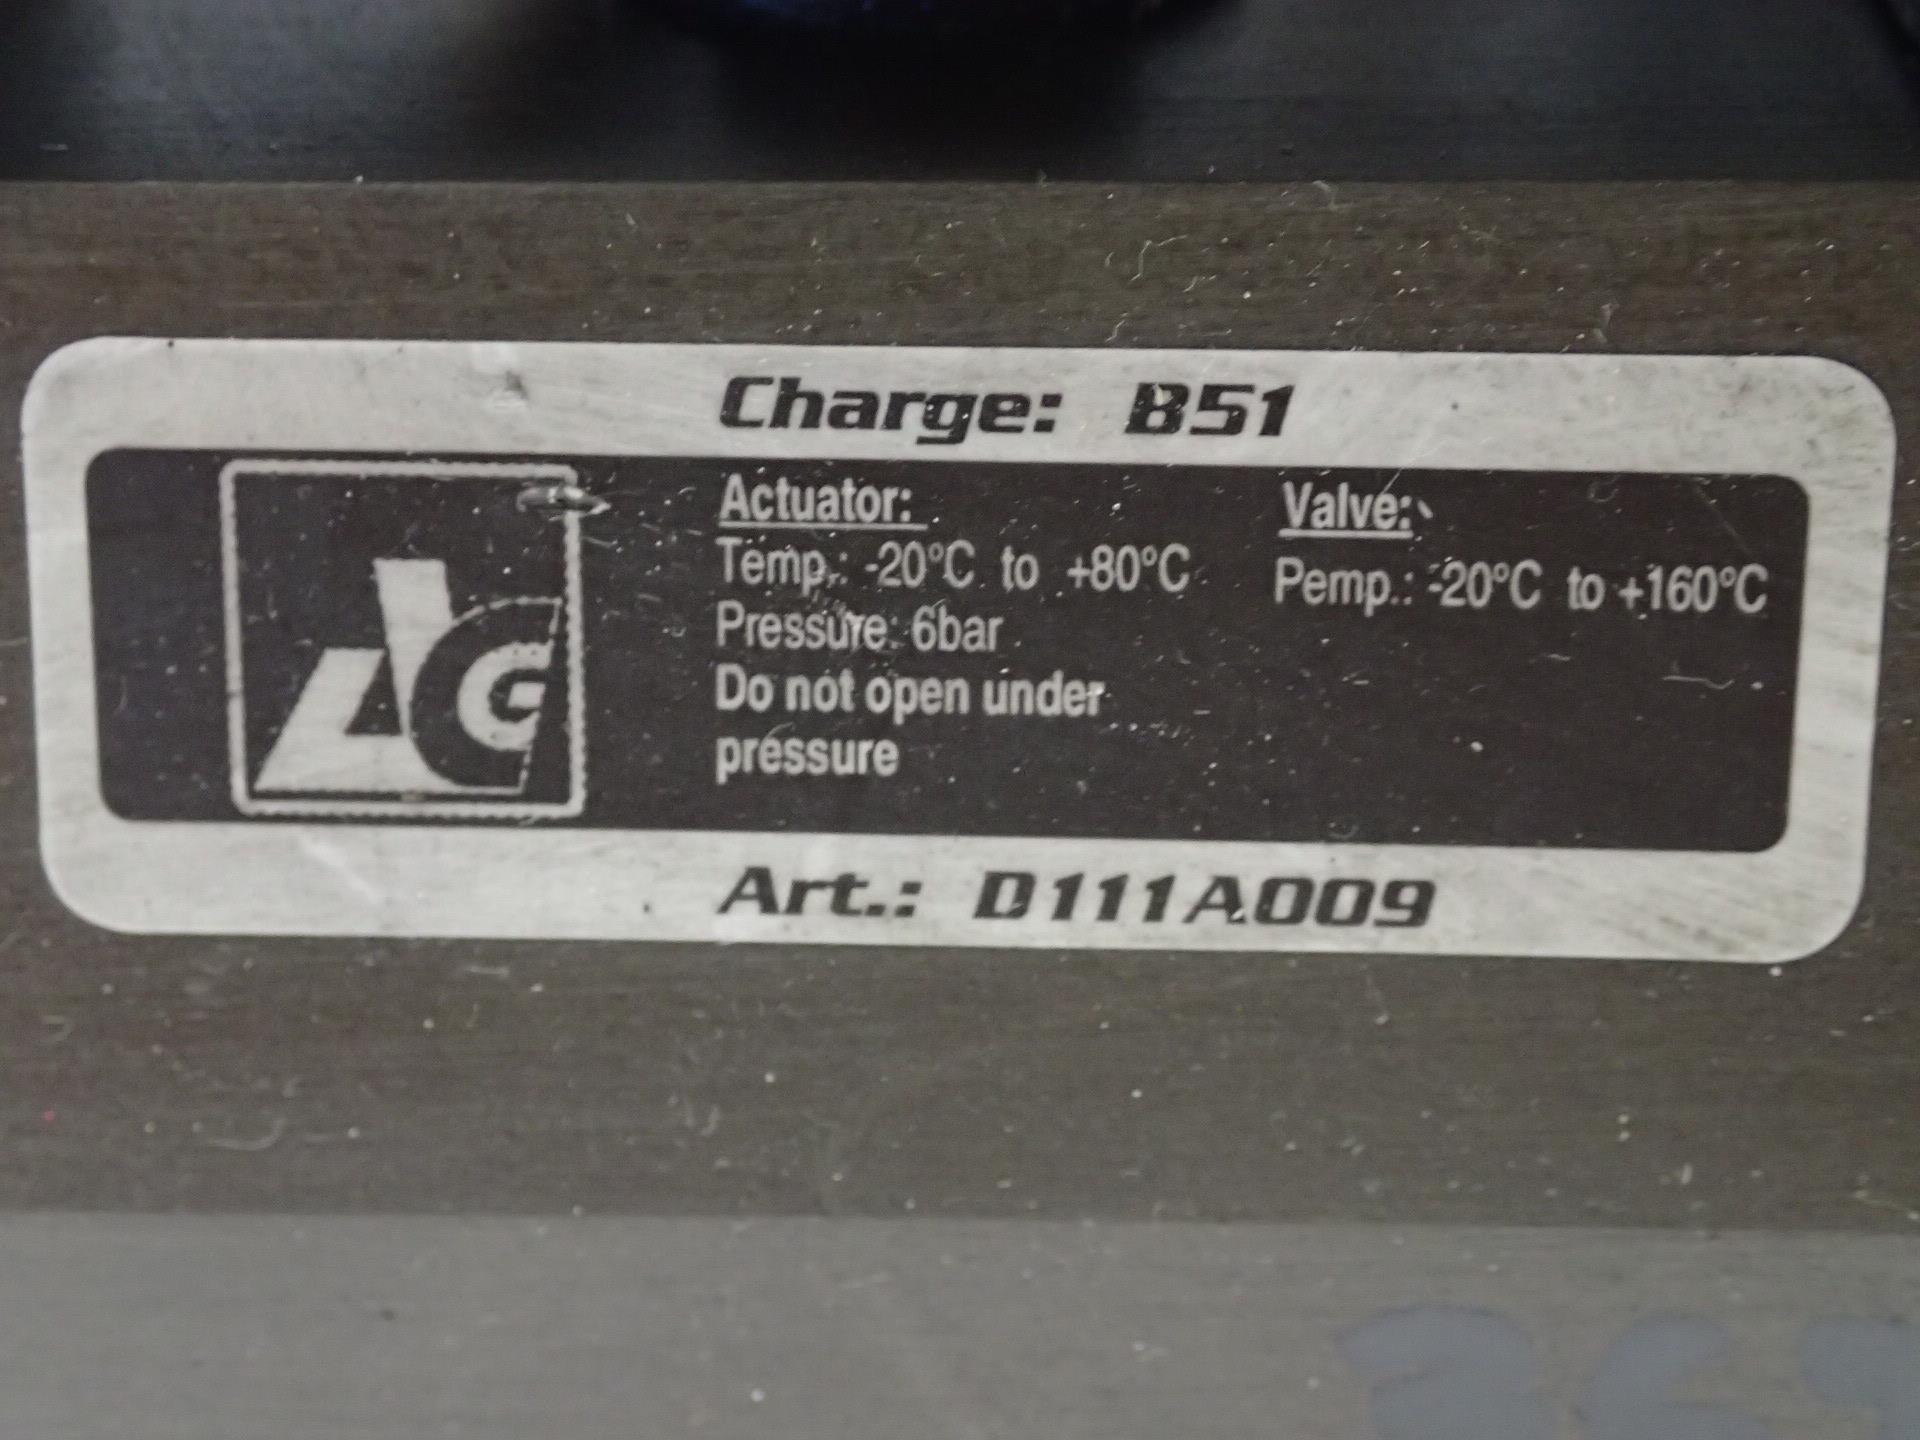 Charge: B51
Actuator:
Temp.: -20°C to +80°C
Pressure: 6bar
Do not open under
pressure
Valve:
Pemp.: -20°C to +160°C
Art.: D111A009